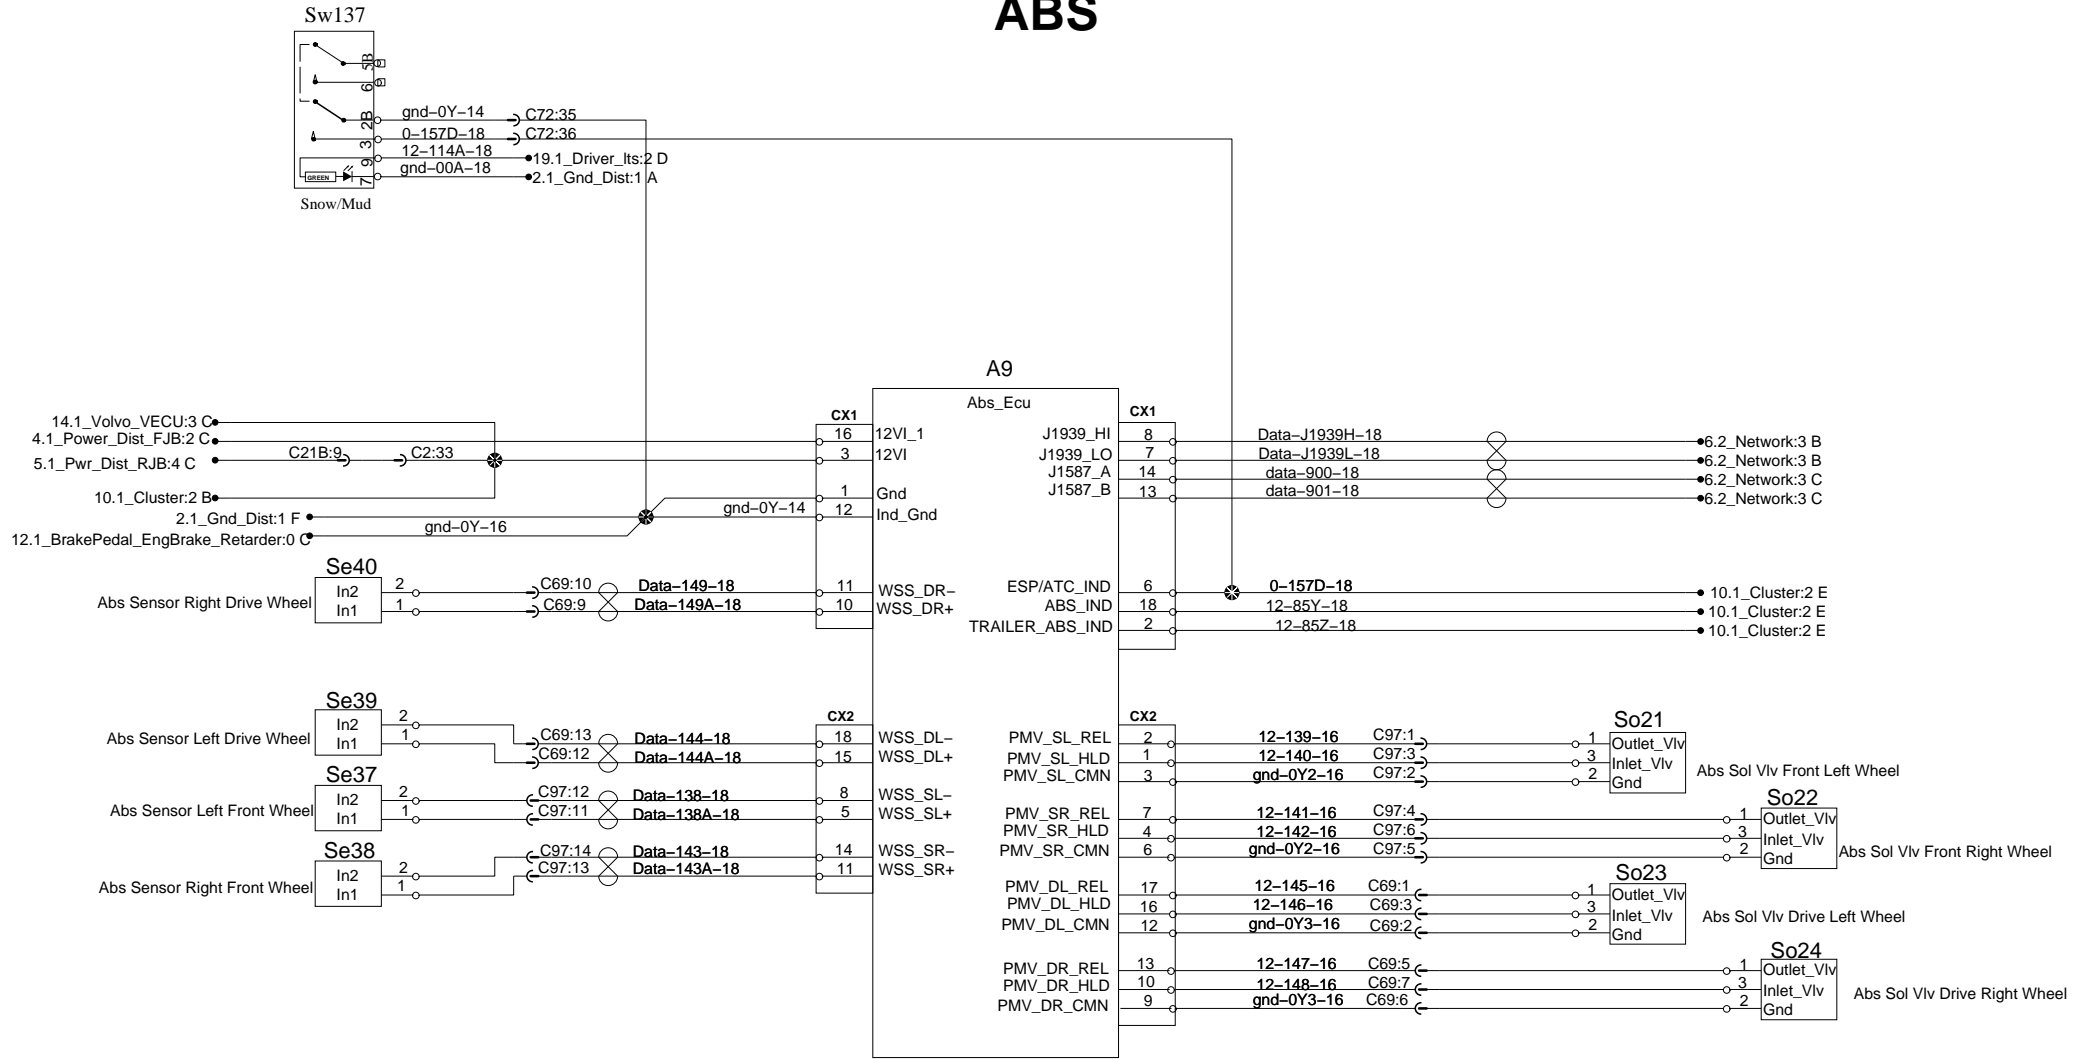 ABS
Sw137
5B
6
2B
3
9
7
GREEN
Snow/Mud
gnd–0Y–14 C72:35
0–157D–18 C72:36
12–114A–18 19.1_Driver_lts:2 D
gnd–00A–18 2.1_Gnd_Dist:1 A
A9
Abs_Ecu
14.1_Volvo_VECU:3 C
4.1_Power_Dist_FJB:2 C
5.1_Pwr_Dist_RJB:4 C C21B:9 C2:33
10.1_Cluster:2 B
2.1_Gnd_Dist:1 F
12.1_BrakePedal_EngBrake_Retarder:0 C
gnd–0Y–16
gnd–0Y–14
CX1
16 12VI_1
3 12VI
1 Gnd
12 Ind_Gnd
11 WSS_DR–
10 WSS_DR+
Se40
Abs Sensor Right Drive Wheel
In2 2 C69:10 Data–149–18
In1 1 C69:9 Data–149A–18
CX1
J1939_HI 8 Data–J1939H–18 6.2_Network:3 B
J1939_LO 7 Data–J1939L–18 6.2_Network:3 B
J1587_A 14 data–900–18 6.2_Network:3 C
J1587_B 13 data–901–18 6.2_Network:3 C
ESP/ATC_IND 6 0–157D–18 10.1_Cluster:2 E
ABS_IND 18 12–85Y–18 10.1_Cluster:2 E
TRAILER_ABS_IND 2 12–85Z–18 10.1_Cluster:2 E
Se39
Abs Sensor Left Drive Wheel
In2 2 C69:13 Data–144–18
In1 1 C69:12 Data–144A–18
Se37
Abs Sensor Left Front Wheel
In2 2 C97:12 Data–138–18
In1 1 C97:11 Data–138A–18
Se38
Abs Sensor Right Front Wheel
In2 2 C97:14 Data–143–18
In1 1 C97:13 Data–143A–18
CX2
18 WSS_DL–
15 WSS_DL+
8 WSS_SL–
5 WSS_SL+
14 WSS_SR–
11 WSS_SR+
CX2
PMV_SL_REL 2 12–139–16 C97:1
PMV_SL_HLD 1 12–140–16 C97:3
PMV_SL_CMN 3 gnd–0Y2–16 C97:2
PMV_SR_REL 7 12–141–16 C97:4
PMV_SR_HLD 4 12–142–16 C97:6
PMV_SR_CMN 6 gnd–0Y2–16 C97:5
PMV_DL_REL 17 12–145–16 C69:1
PMV_DL_HLD 16 12–146–16 C69:3
PMV_DL_CMN 12 gnd–0Y3–16 C69:2
PMV_DR_REL 13 12–147–16 C69:5
PMV_DR_HLD 10 12–148–16 C69:7
PMV_DR_CMN 9 gnd–0Y3–16 C69:6
So21
1 Outlet_Vlv
3 Inlet_Vlv
2 Gnd
Abs Sol Vlv Front Left Wheel
So22
1 Outlet_Vlv
3 Inlet_Vlv
2 Gnd
Abs Sol Vlv Front Right Wheel
So23
1 Outlet_Vlv
3 Inlet_Vlv
2 Gnd
Abs Sol Vlv Drive Left Wheel
So24
1 Outlet_Vlv
3 Inlet_Vlv
2 Gnd
Abs Sol Vlv Drive Right Wheel